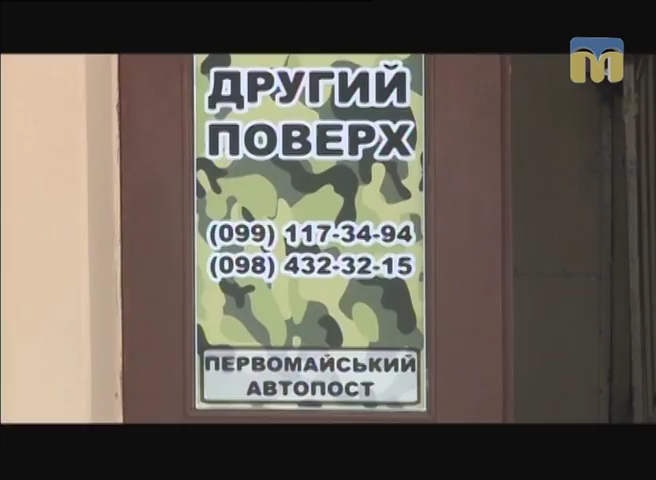 ДРУГИЙ
ПОВЕРХ
(099) 117-34-94
(098) 432-32-15
ПЕРВОМАЙСЬКИЙ
АВТОПОСТ